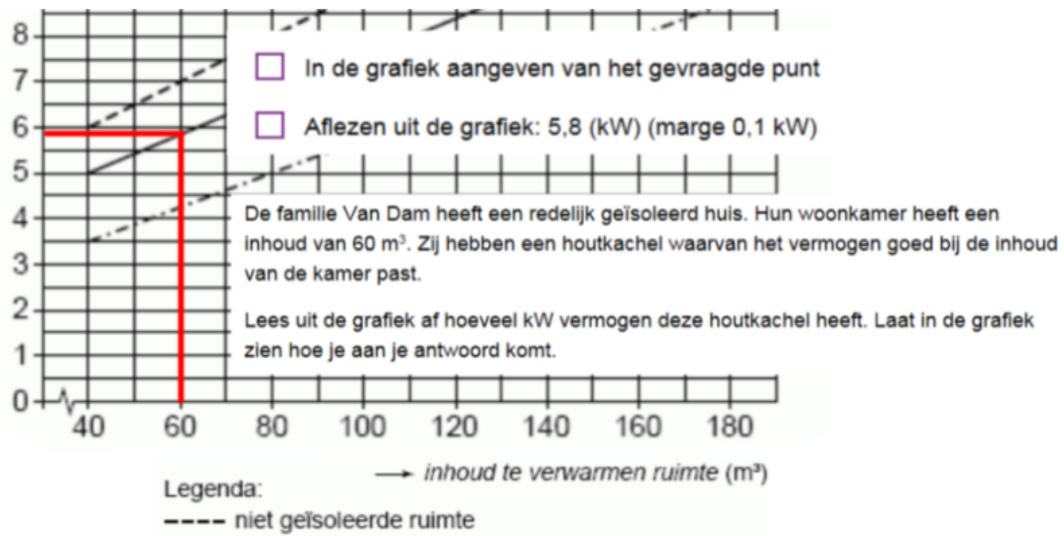 8
7
6
5
4
3
2
1
0
In de grafiek aangeven van het gevraagde punt
Aflezen uit de grafiek: 5,8 (kW) (marge 0,1 kW)
De familie Van Dam heeft een redelijk geïsoleerd huis. Hun woonkamer heeft een
inhoud van 60 m³. Zij hebben een houtkachel waarvan het vermogen goed bij de inhoud
van de kamer past.
Lees uit de grafiek af hoeveel kW vermogen deze houtkachel heeft. Laat in de grafiek
zien hoe je aan je antwoord komt.
40 60 80 100 120 140 160 180
inhoud te verwarmen ruimte (m³)
Legenda:
niet geïsoleerde ruimte